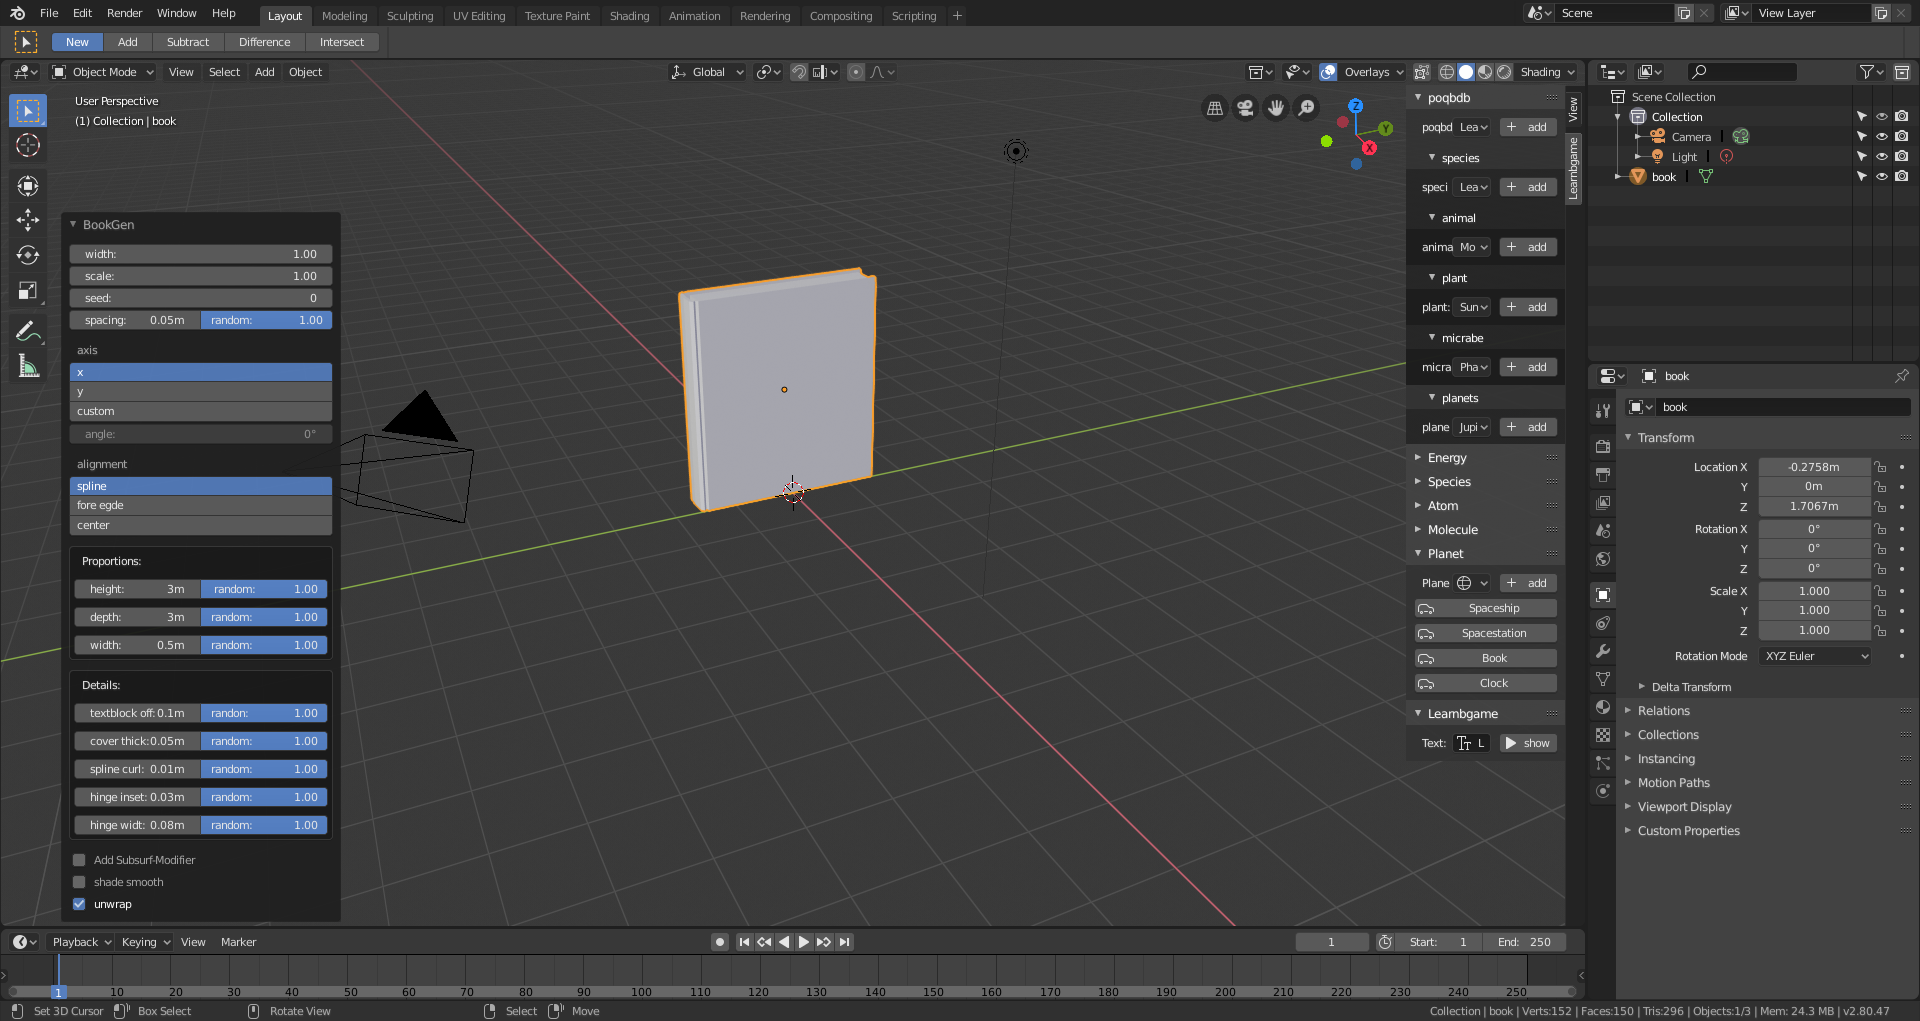 File Edit Render Window Help Layout Modeling Sculpting UV Editing Texture Paint Shading Animation Rendering Compositing Scripting + Scene View Layer
New Add Subtract Difference Intersect
Object Mode View Select Add Object Global Overlays Shading
User Perspective
(1) Collection | book
BookGen
width: 1.00
scale: 1.00
seed: 0
spacing: 0.05m random: 1.00
axis
x
y
custom
angle: 0°
alignment
spline
fore egde
center
Proportions:
height: 3m random: 1.00
depth: 3m random: 1.00
width: 0.5m random: 1.00
Details:
textblock off: 0.1m randon: 1.00
cover thick: 0.05m random: 1.00
spline curl: 0.01m random: 1.00
hinge inset: 0.03m random: 1.00
hinge widt: 0.08m random: 1.00
Add Subsurf-Modifier
shade smooth
unwrap
Z
Y
X
poqbdb
poqbd Lea + add
species
speci Lea + add
animal
anima Mo + add
plant
plant: Sun + add
micrabe
micra Pha + add
planets
plane Jupi + add
Energy
Species
Atom
Molecule
Planet
Plane + add
Spaceship
Spacestation
Book
Clock
Learnbgame
Text: L show
View
Learnbgame
Scene Collection
Collection
Camera
Light
book
book
book
Transform
Location X -0.2758m
Y 0m
Z 1.7067m
Rotation X 0°
Y 0°
Z 0°
Scale X 1.000
Y 1.000
Z 1.000
Rotation Mode XYZ Euler
Delta Transform
Relations
Collections
Instancing
Motion Paths
Viewport Display
Custom Properties
Playback Keying View Marker 1 Start: 1 End: 250
1 10 20 30 40 50 60 70 80 90 100 110 120 130 140 150 160 170 180 190 200 210 220 230 240 250
Set 3D Cursor Box Select Rotate View Select Move Collection | book | Verts:152 | Faces:150 | Tris:296 | Objects:1/3 | Mem: 24.3 MB | v2.80.47